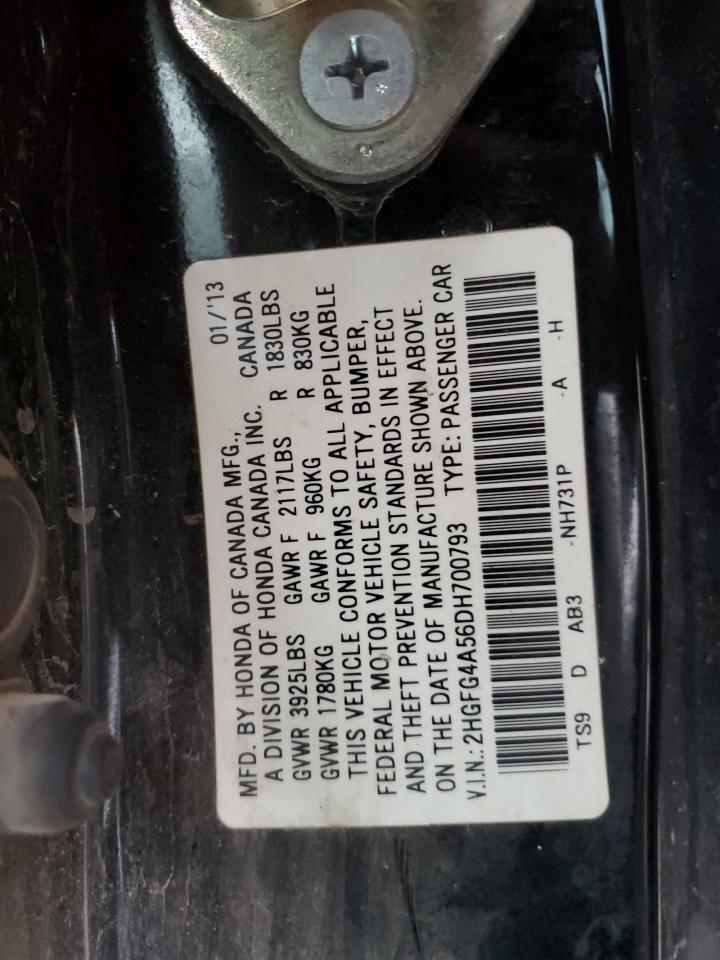 01/'13
MFD. BY HONDA OF CANADA MFG.,
A DIVISION OF HONDA CANADA INC. CANADA
GVWR 3925LBS GAWR F 2117LBS R 1830LBS
GVWR 1780KG GAWR F 960KG R 830KG
THIS VEHICLE CONFORMS TO ALL APPLICABLE
FEDERAL MOTOR VEHICLE SAFETY, BUMPER,
AND THEFT PREVENTION STANDARDS IN EFFECT
ON THE DATE OF MANUFACTURE SHOWN ABOVE.
V.I.N.: 2HGFG4A56DH700793 TYPE: PASSENGER CAR
TS9 D AB3 -NH731P -A -H